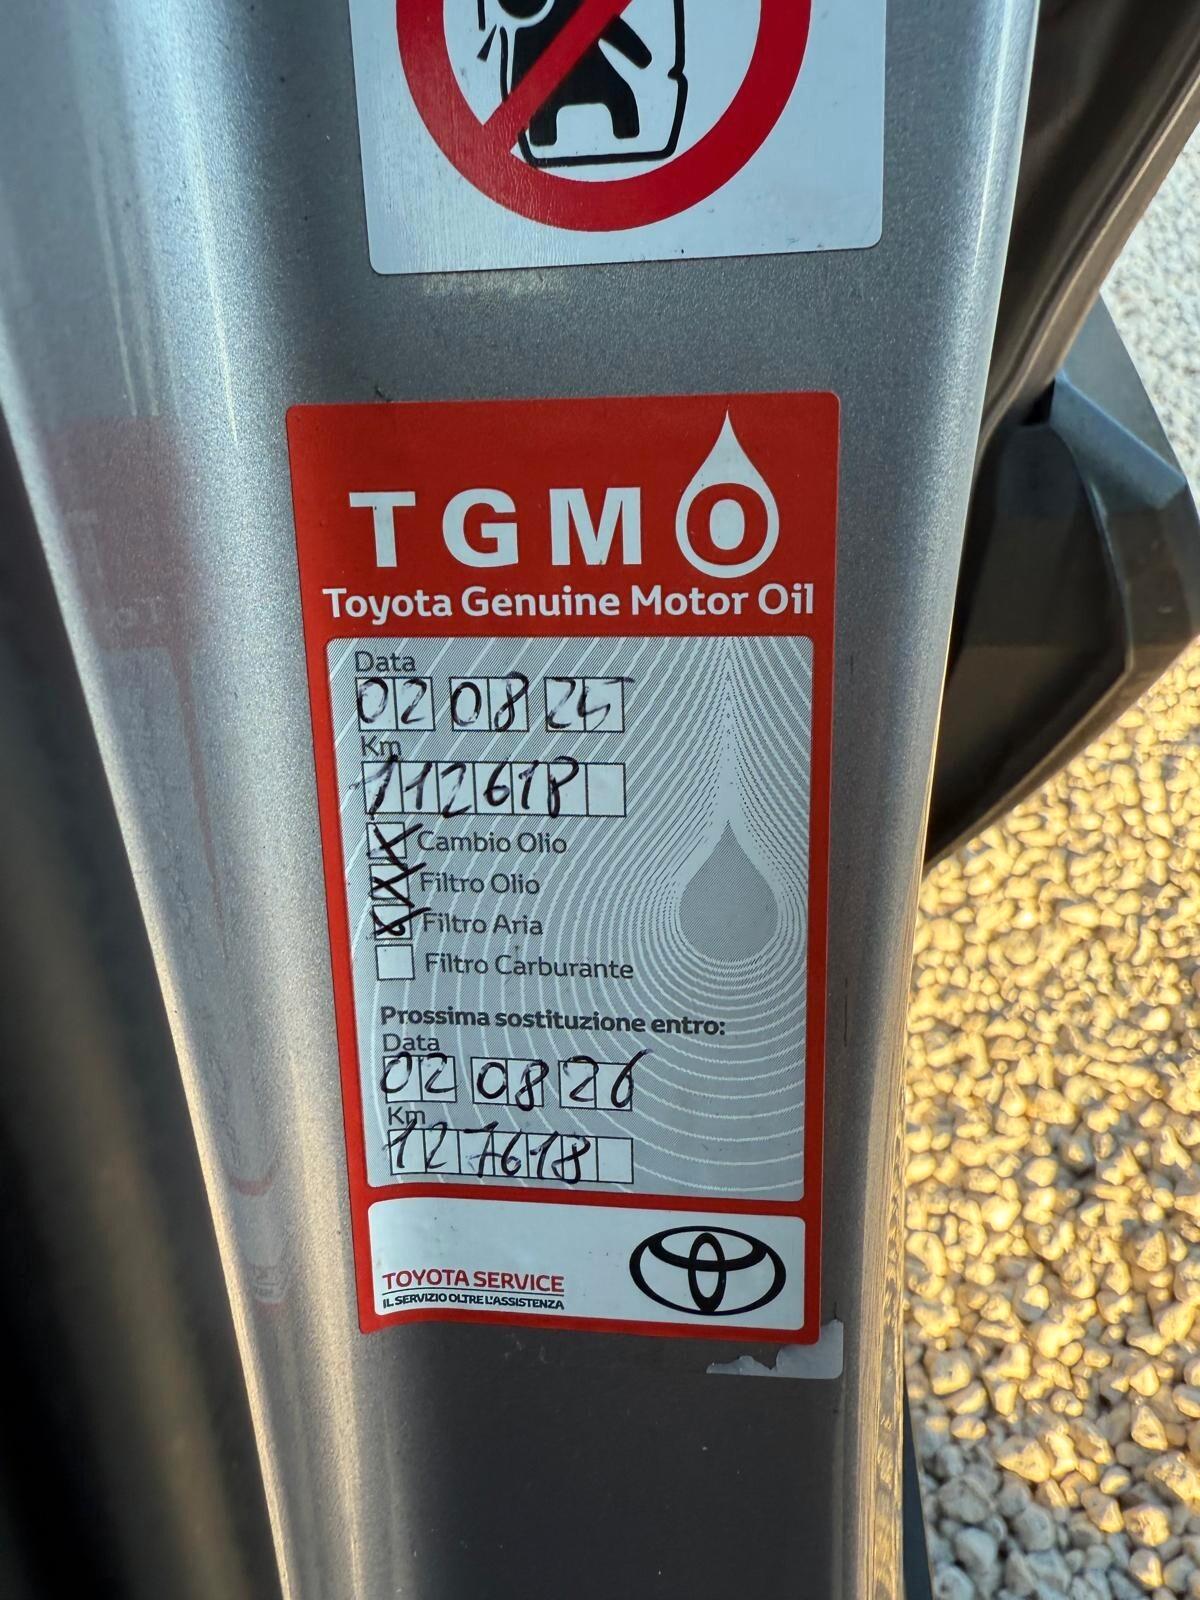 TGMO
Toyota Genuine Motor Oil
Data
02 08 25
Km
112618
X Cambio Olio
X Filtro Olio
X Filtro Aria
Filtro Carburante
Prossima sostituzione entro:
Data
02 08 26
Km
127618
TOYOTA SERVICE
IL SERVIZIO OLTRE L'ASSISTENZA